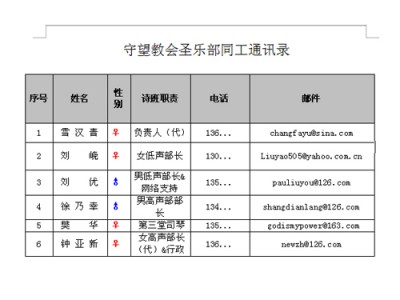 守望教会圣乐部同工通讯录
序号 姓名 性别 诗班职责 电话 邮件
1 雪 汉 青 ♀ 负责人（代） 136... changfayu@sina.com
2 刘 峣 ♀ 女低声部长 130... Liuyao505@yahoo.com.cn
3 刘 优 ♂ 男低声部长&网络支持 135... pauliuyou@126.com
4 徐 乃 幸 ♂ 男高声部部长 134... shangdianlang@126.com
5 樊 华 ♀ 第三堂司琴 135... godismypower@163.com
6 钟 亚 新 ♀ 女高声部长（代）&行政 136... newzh@126.com